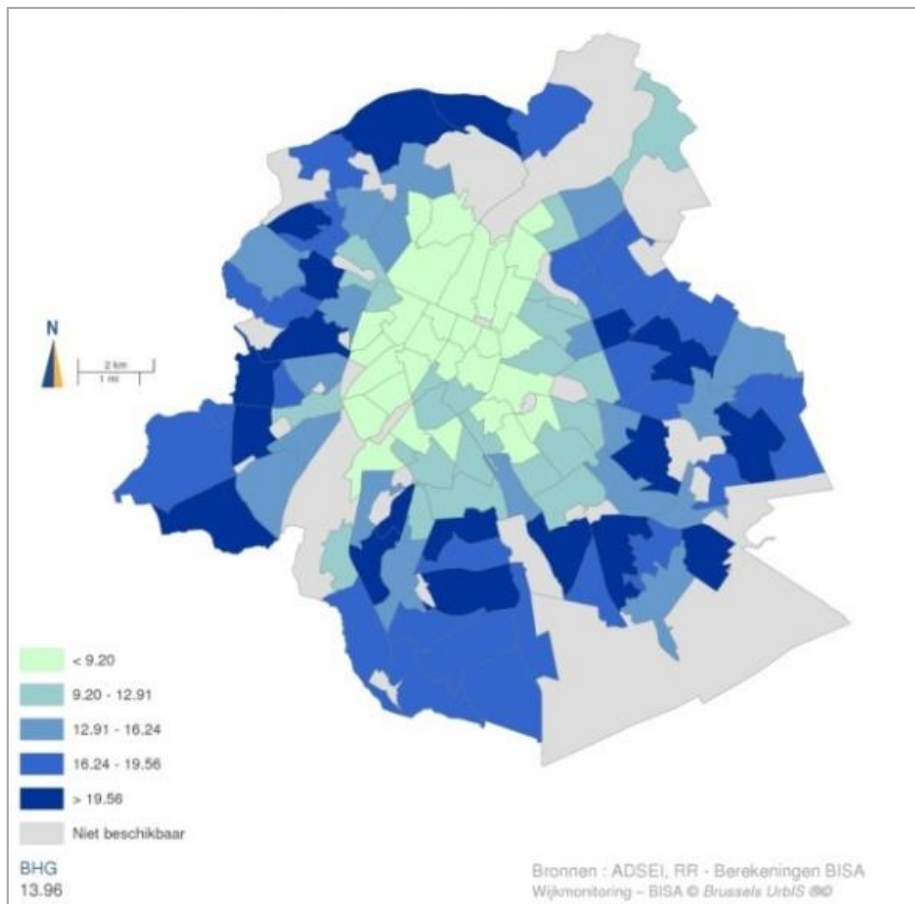 N
2 km
1 mi
< 9.20
9.20 - 12.91
12.91 - 16.24
16.24 - 19.56
> 19.56
Niet beschikbaar
BHG
13.96
Bronnen : ADSEI, RR - Berekeningen BISA
Wijkmonitoring – BISA © Brussels UrbIS ®©